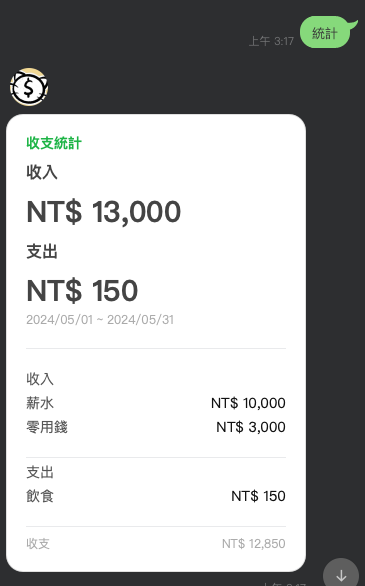 統計
上午 3:17
收支統計
收入
NT$ 13,000
支出
NT$ 150
2024/05/01 ~ 2024/05/31
收入
薪水 NT$ 10,000
零用錢 NT$ 3,000
支出
飲食 NT$ 150
收支 NT$ 12,850